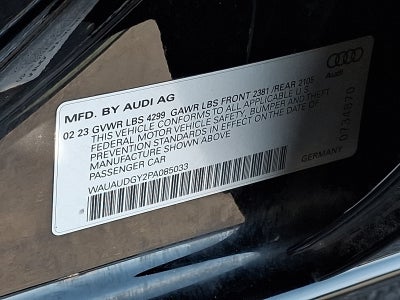 MFD. BY AUDI AG
02 23 GVWR LBS 4299 GAWR LBS FRONT 2381 /REAR 2105
THIS VEHICLE CONFORMS TO ALL APPLICABLE U.S.
FEDERAL MOTOR VEHICLE SAFETY, BUMPER AND THEFT
PREVENTION STANDARDS IN EFFECT ON THE DATE OF
MANUFACTURE SHOWN ABOVE.
PASSENGER CAR
WAUAUDGY2PA085033
GERMANY
0734670